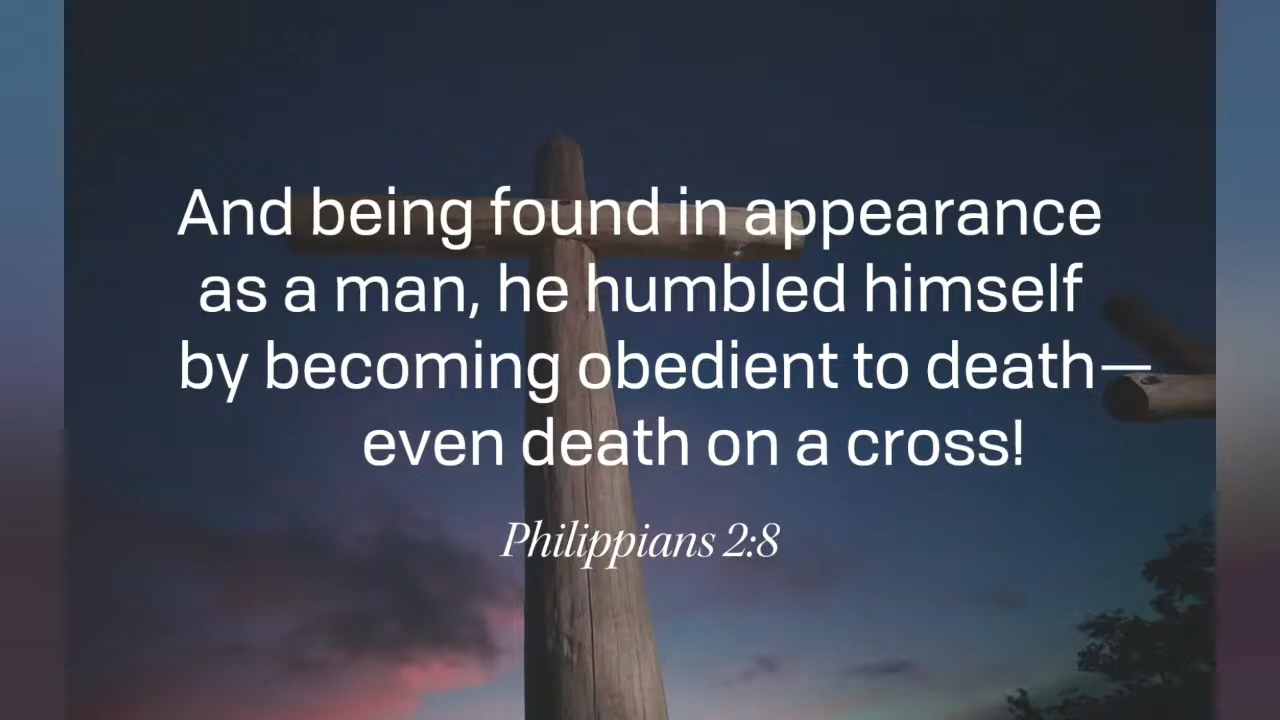 And being found in appearance
as a man, he humbled himself
by becoming obedient to death—
even death on a cross!
Philippians 2:8